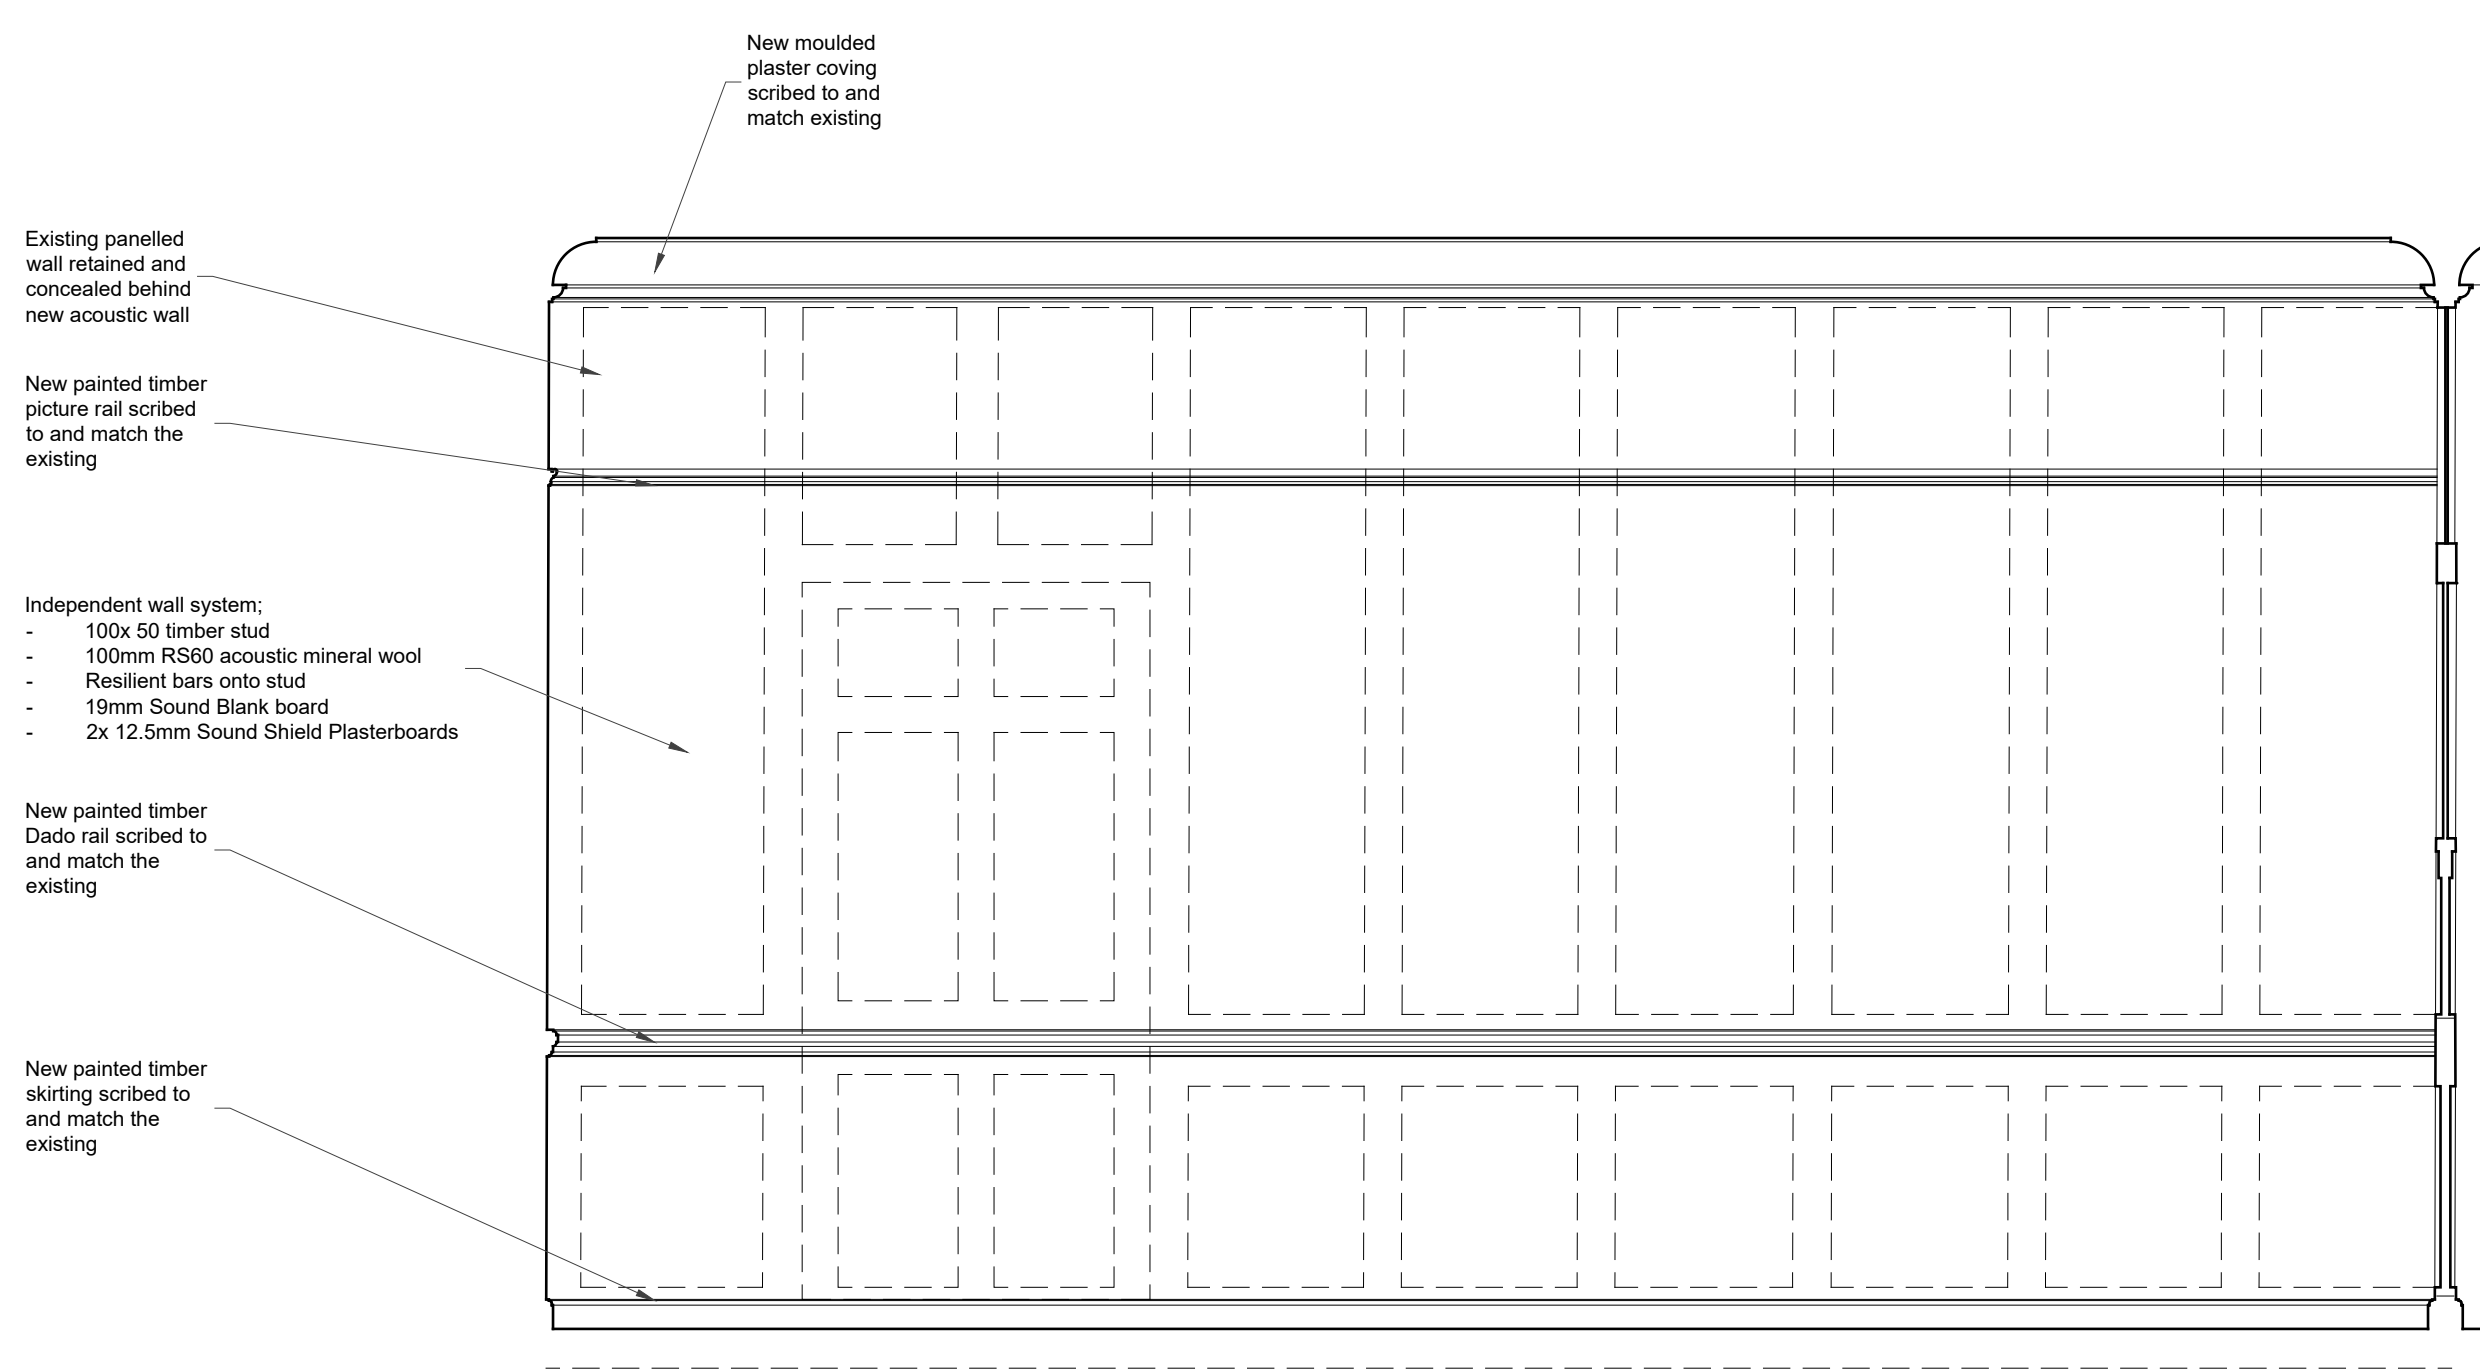 New moulded
plaster coving
scribed to and
match existing
Existing panelled
wall retained and
concealed behind
new acoustic wall
New painted timber
picture rail scribed
to and match the
existing
Independent wall system;
- 100x 50 timber stud
- 100mm RS60 acoustic mineral wool
- Resilient bars onto stud
- 19mm Sound Blank board
- 2x 12.5mm Sound Shield Plasterboards
New painted timber
Dado rail scribed to
and match the
existing
New painted timber
skirting scribed to
and match the
existing